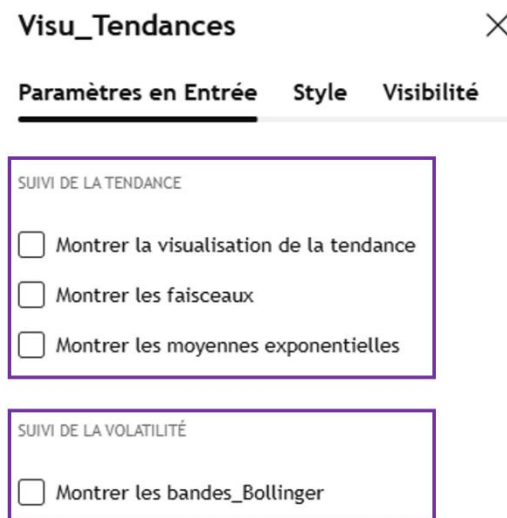 Visu_Tendances
Paramètres en Entrée Style Visibilité
SUIVI DE LA TENDANCE
Montrer la visualisation de la tendance
Montrer les faisceaux
Montrer les moyennes exponentielles
SUIVI DE LA VOLATILITÉ
Montrer les bandes_Bollinger